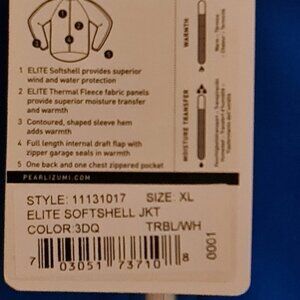 1 ELITE Softshell provides superior
wind and water protection
2 ELITE Thermal Fleece fabric panels
provide superior moisture transfer
and warmth
3 Contoured, shaped sleeve hem
adds warmth
4 Full length internal draft flap with
zipper garage seals in warmth
5 One back and one chest zippered pocket
PEARLIZUMI.COM
WARMTH
MOISTURE TRANSFER
STYLE: 11131017 SIZE: XL
ELITE SOFTSHELL JKT
COLOR:3DQ TRBL/WH
7 03051 73710 8
0001